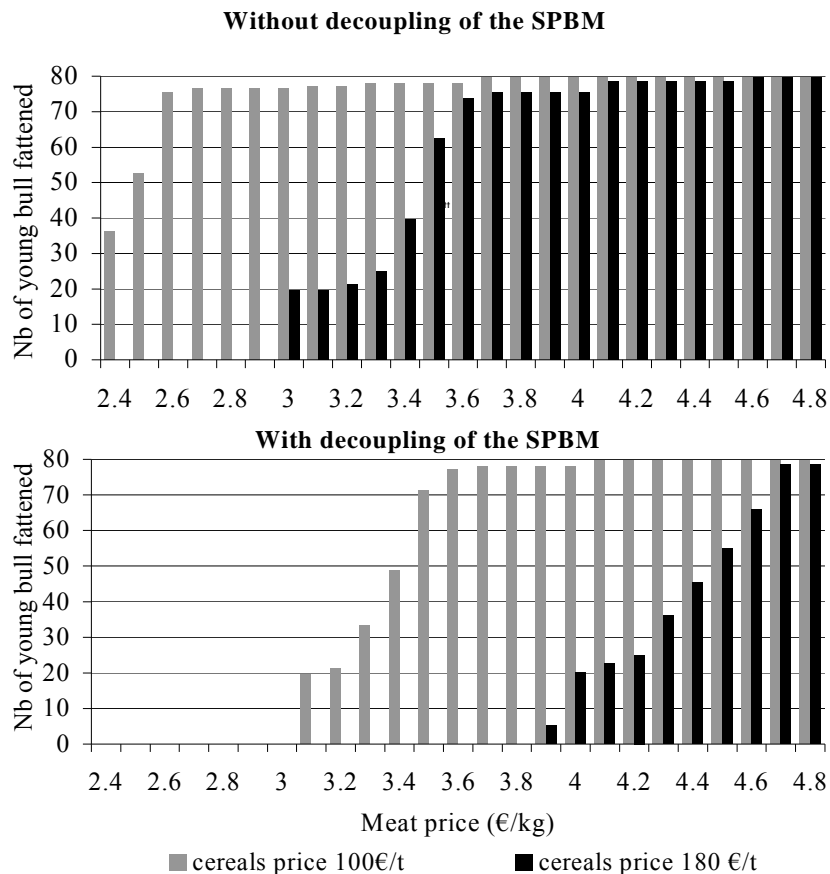 Without decoupling of the SPBM
Nb of young bull fattened
80
70
60
50
40
30
20
10
0
"
2.4 2.6 2.8 3 3.2 3.4 3.6 3.8 4 4.2 4.4 4.6 4.8
With decoupling of the SPBM
Nb of young bull fattened
80
70
60
50
40
30
20
10
0
2.4 2.6 2.8 3 3.2 3.4 3.6 3.8 4 4.2 4.4 4.6 4.8
Meat price (€/kg)
cereals price 100€/t cereals price 180 €/t